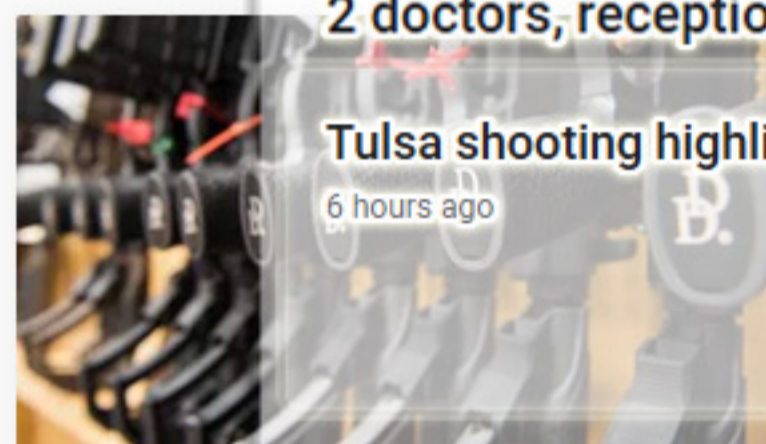 2 doctors, receptio
Tulsa shooting highli
6 hours ago
D
D.